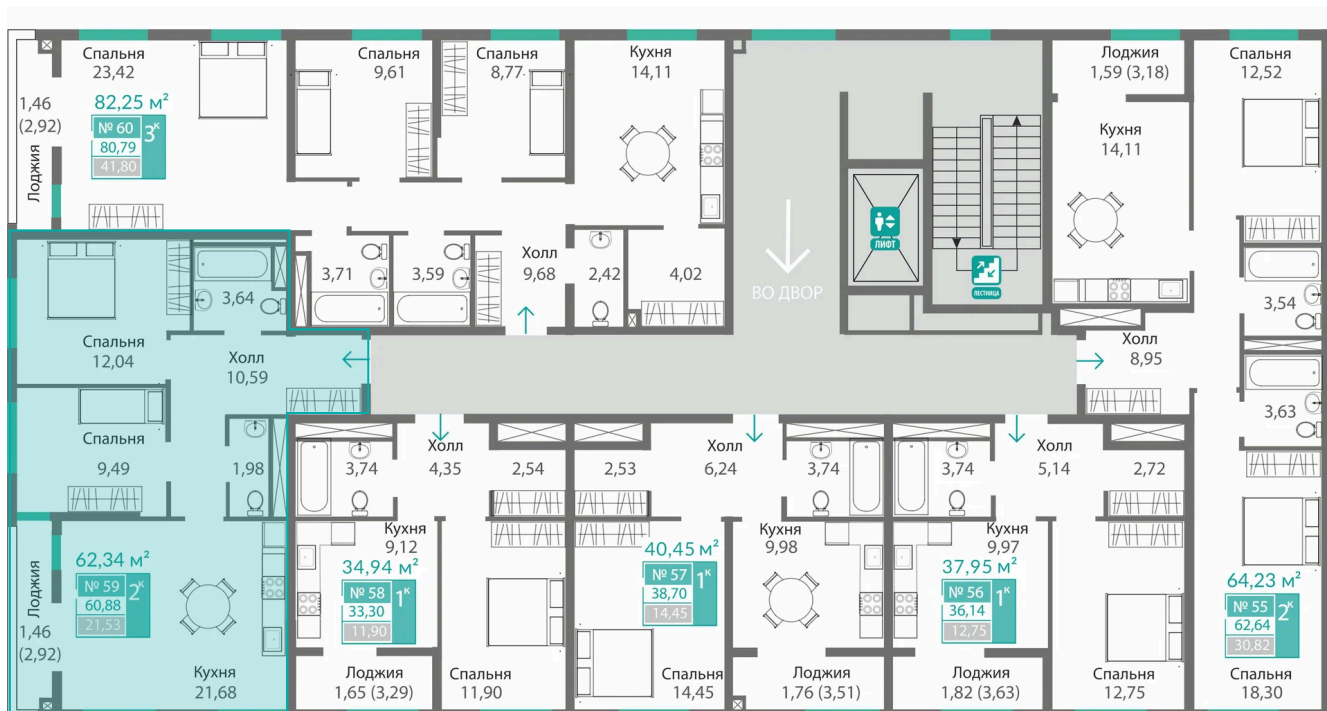 Спальня
23,42
1,46
(2,92)
Лоджия
82,25 м²
№ 60
80,79
41,80
3ᴷ
Спальня
9,61
Спальня
8,77
Кухня
14,11
3,71
3,59
Холл
9,68
2,42
4,02
ВО ДВОР
ЛИФТ
ЛЕСТНИЦА
Лоджия
1,59 (3,18)
Кухня
14,11
Спальня
12,52
3,54
Холл
8,95
3,63
64,23 м²
№ 55
62,64
30,82
2ᴷ
Спальня
18,30
3,64
Спальня
12,04
Холл
10,59
Спальня
9,49
1,98
62,34 м²
№ 59
60,88
21,53
2ᴷ
Лоджия
1,46
(2,92)
Кухня
21,68
3,74
Холл
4,35
2,54
Кухня
9,12
34,94 м²
№ 58
33,30
11,90
1ᴷ
Лоджия
1,65 (3,29)
Спальня
11,90
2,53
Холл
6,24
3,74
40,45 м²
№ 57
38,70
14,45
1ᴷ
Кухня
9,98
Спальня
14,45
Лоджия
1,76 (3,51)
3,74
Холл
5,14
2,72
Кухня
9,97
37,95 м²
№ 56
36,14
12,75
1ᴷ
Лоджия
1,82 (3,63)
Спальня
12,75